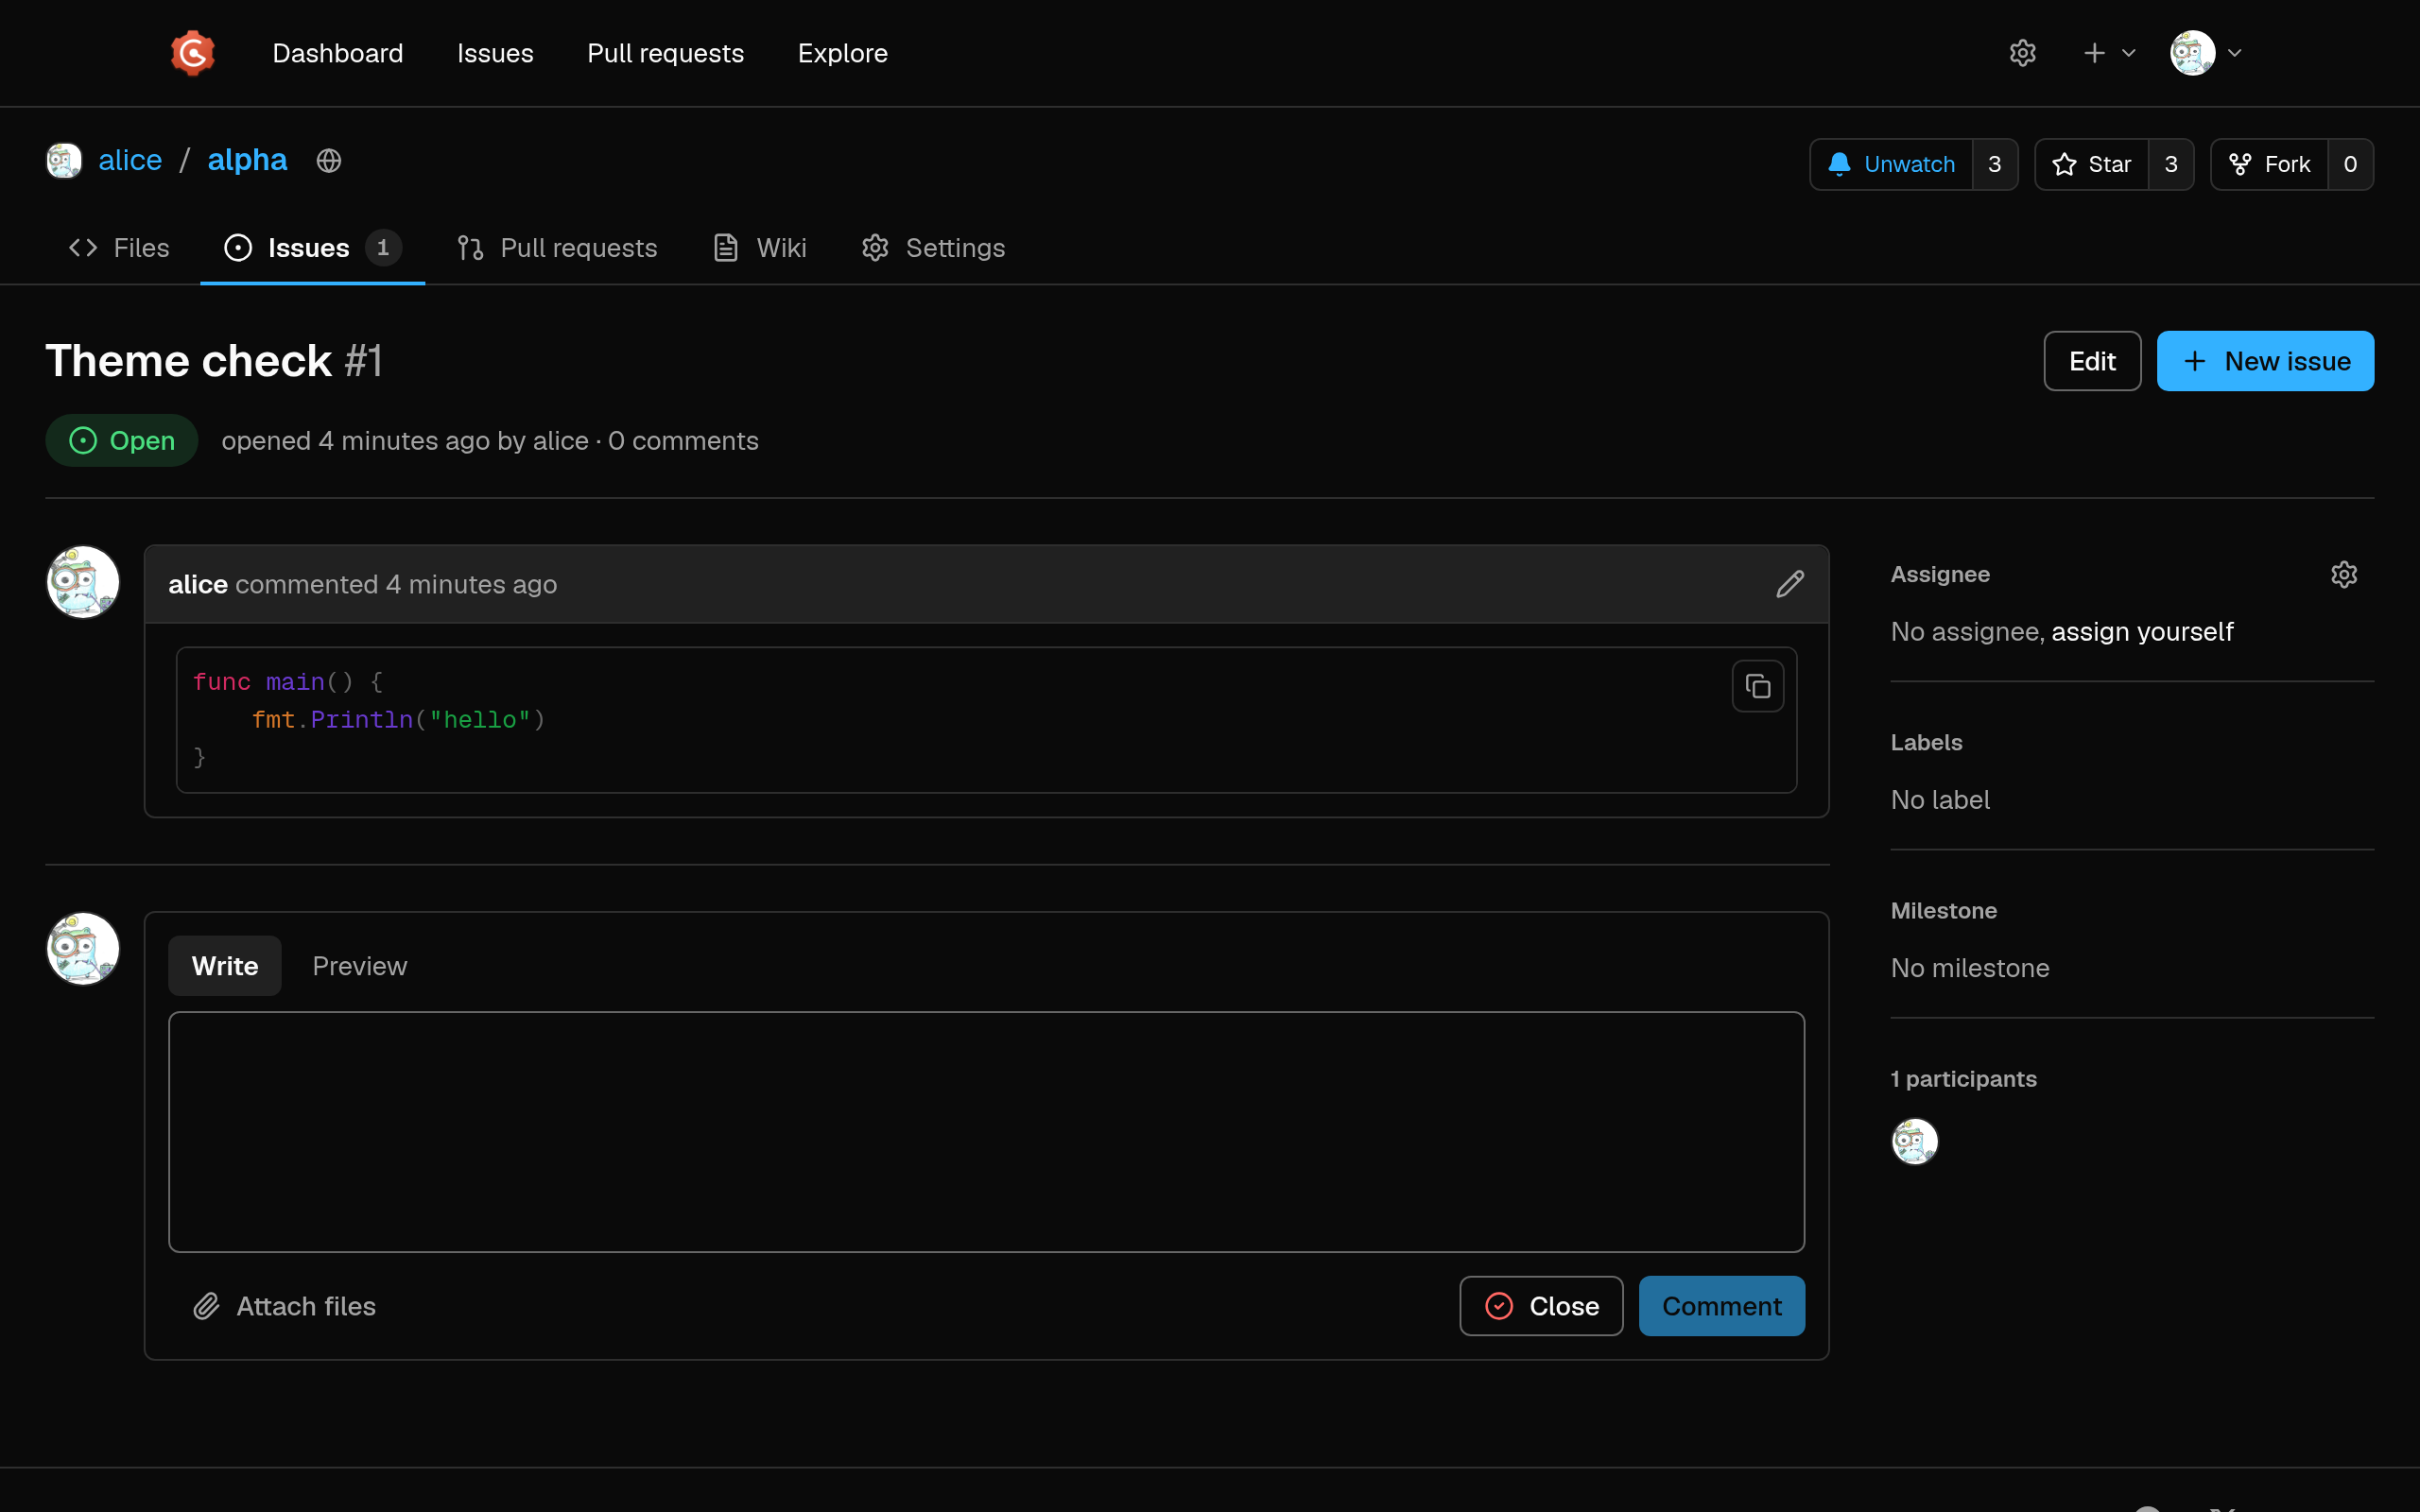 Dashboard Issues Pull requests Explore
alice / alpha
Unwatch 3 Star 3 Fork 0
Files Issues 1 Pull requests Wiki Settings
Theme check #1
Edit New issue
Open opened 4 minutes ago by alice · 0 comments
alice commented 4 minutes ago
func main() {
    fmt.Println("hello")
}
Assignee
No assignee, assign yourself
Labels
No label
Milestone
No milestone
1 participants
Write Preview
Attach files
Close Comment